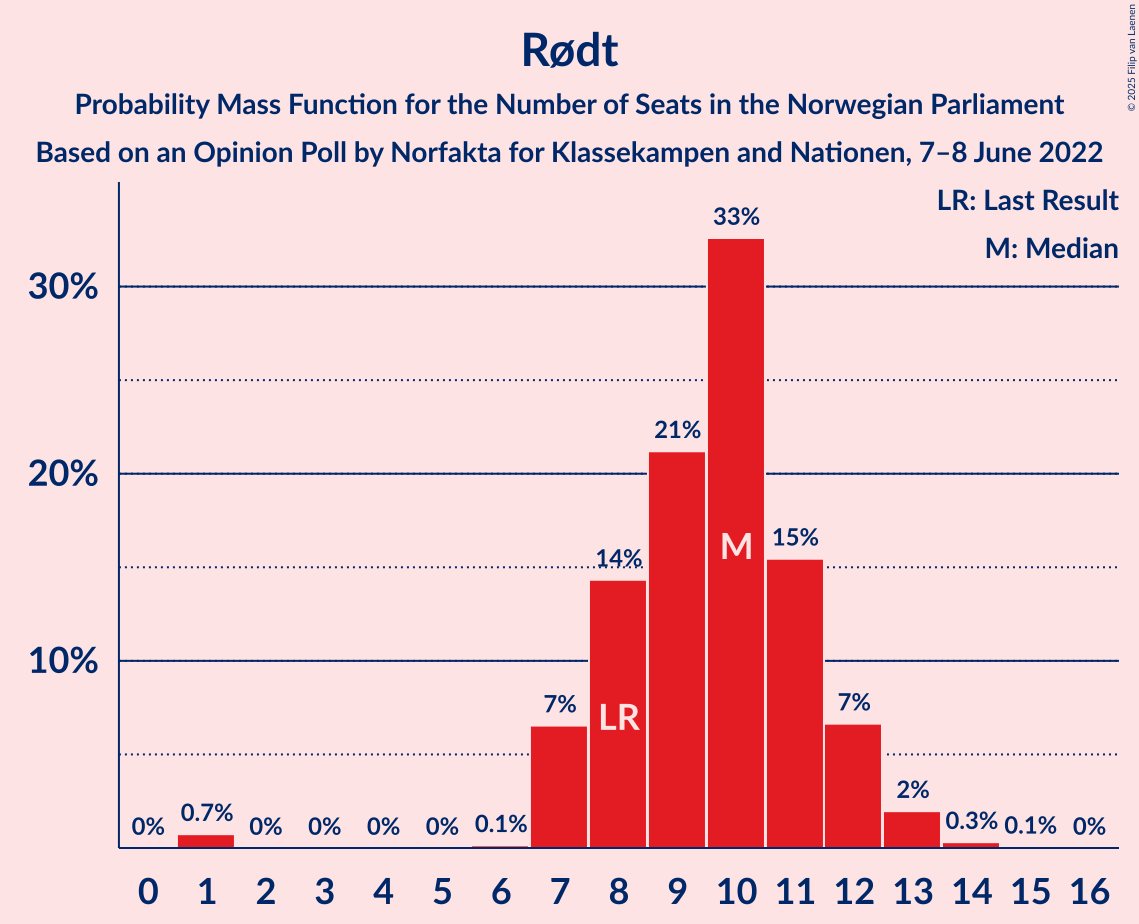 Rødt
Probability Mass Function for the Number of Seats in the Norwegian Parliament
Based on an Opinion Poll by Norfakta for Klassekampen and Nationen, 7–8 June 2022
© 2025 Filip van Laenen
LR: Last Result
M: Median
30%
20%
10%
0%
0.7%
0%
0%
0%
0%
0.1%
7%
14%
21%
33%
15%
7%
2%
0.3%
0.1%
0%
LR
M
0 1 2 3 4 5 6 7 8 9 10 11 12 13 14 15 16